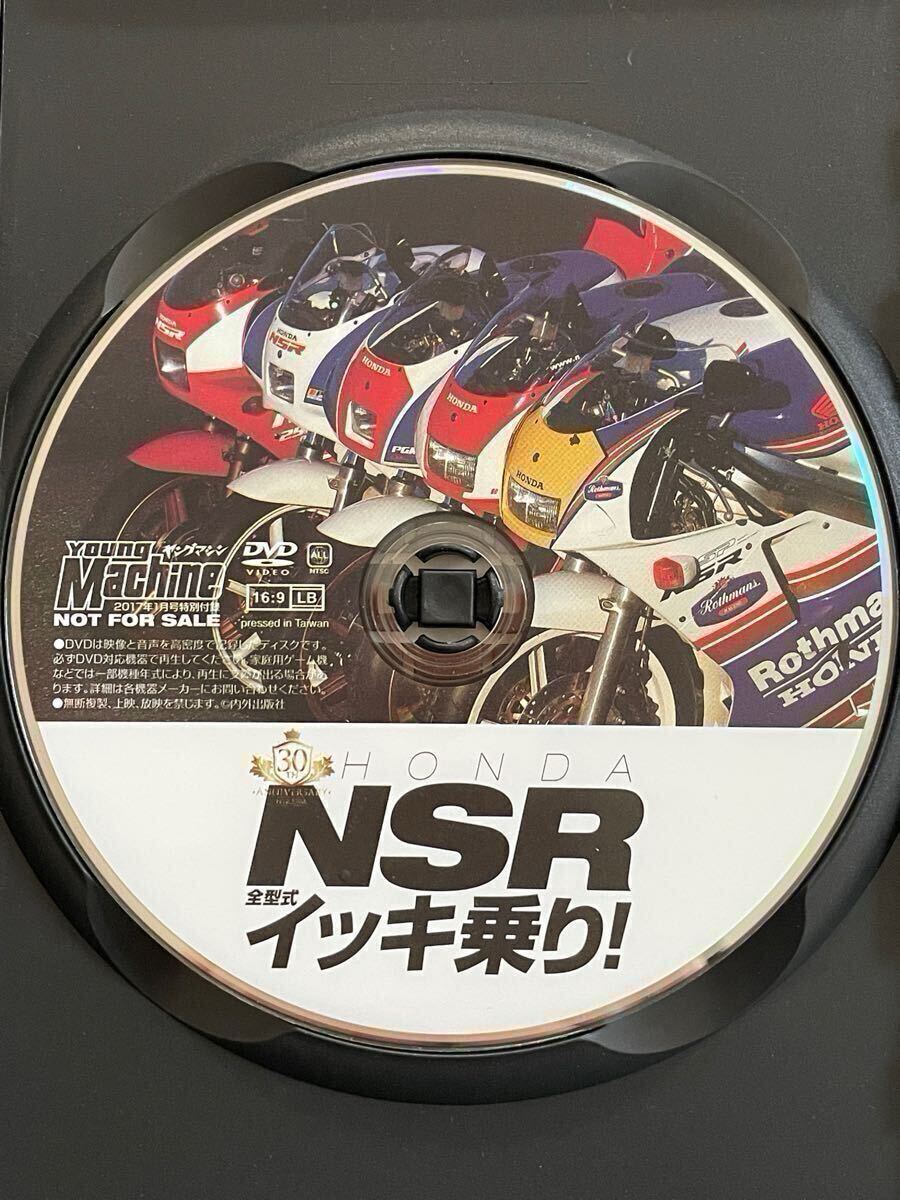 HONDA
NSR
HONDA
NSR
HONDA
HONDA
HONDA
PGM
Rothmans
SP
NSR
Rothmans
Rothma
HON
Young ヤングマシン
Machine
2017年1月号特別付録
NOT FOR SALE
DVD
VIDEO
ALL
NTSC
16:9 LB
pressed in Taiwan
●DVDは映像と音声を高密度で記録したディスクです。
必ずDVD対応機器で再生してください。家庭用ゲーム機
などでは一部機種年式により、再生に支障が出る場合があ
ります。詳細は各機器メーカーにお問い合わせください。
●無断複製、上映、放映を禁じます。©内外出版社
30
TH
ANNIVERSARY
HONDA
NSR
全型式
イッキ乗り!